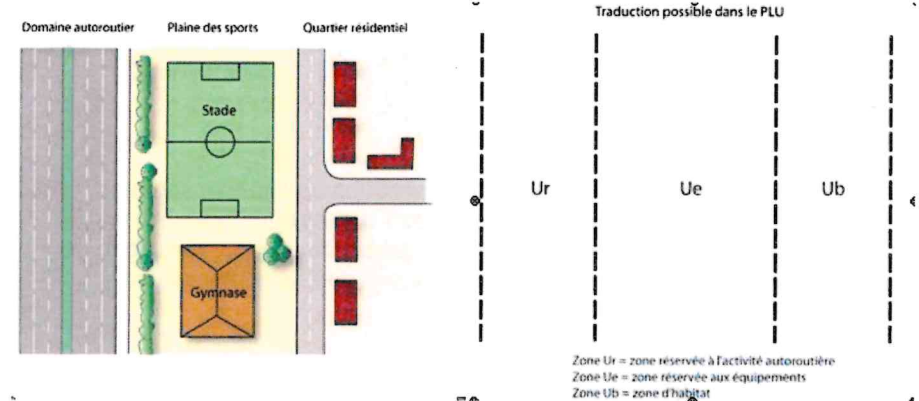 Domaine autoroutier
Plaine des sports
Quartier résidentiel
Stade
Gymnase
Traduction possible dans le PLU
Ur
Ue
Ub
Zone Ur = zone réservée à l'activité autoroutière
Zone Ue = zone réservée aux équipements
Zone Ub = zone d'habitat